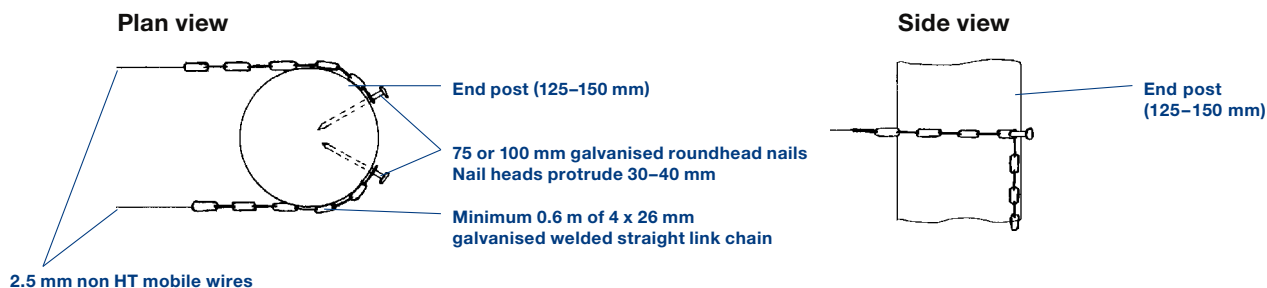 Plan view
Side view
End post (125–150 mm)
75 or 100 mm galvanised roundhead nails
Nail heads protrude 30–40 mm
Minimum 0.6 m of 4 x 26 mm
galvanised welded straight link chain
2.5 mm non HT mobile wires
End post
(125–150 mm)